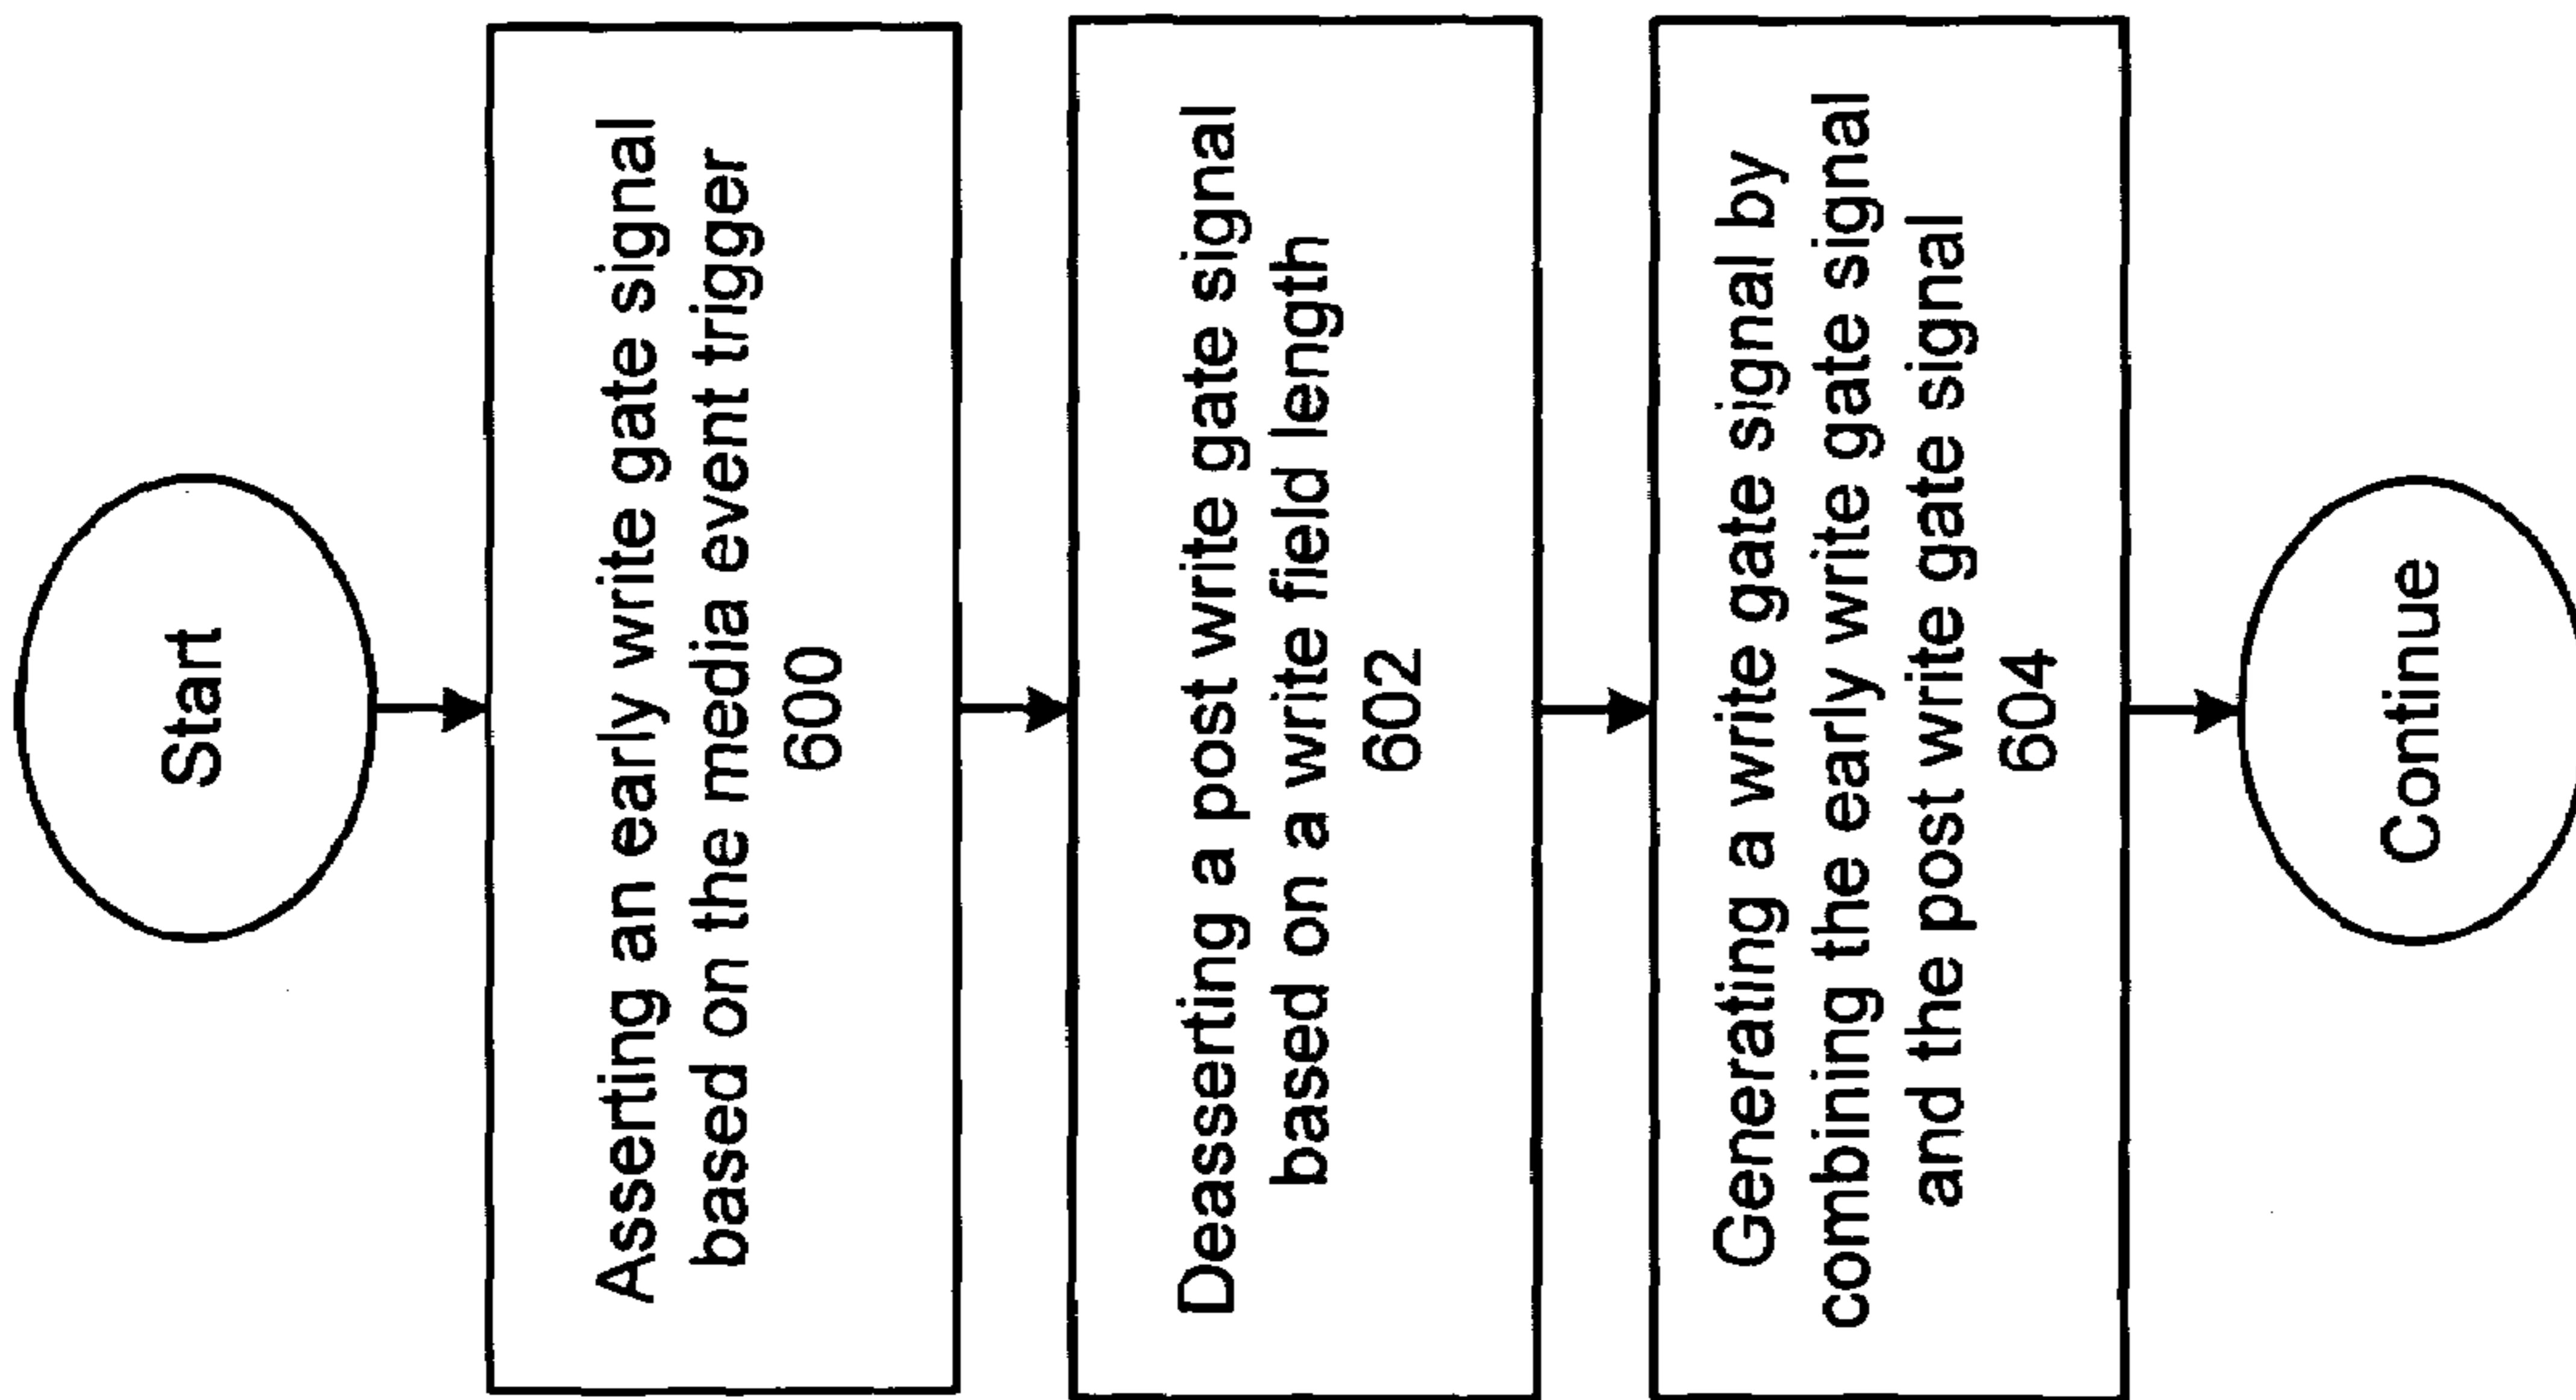 Start
Asserting an early write gate signal
based on the media event trigger
600
Deasserting a post write gate signal
based on a write field length
602
Generating a write gate signal by
combining the early write gate signal
and the post write gate signal
604
Continue